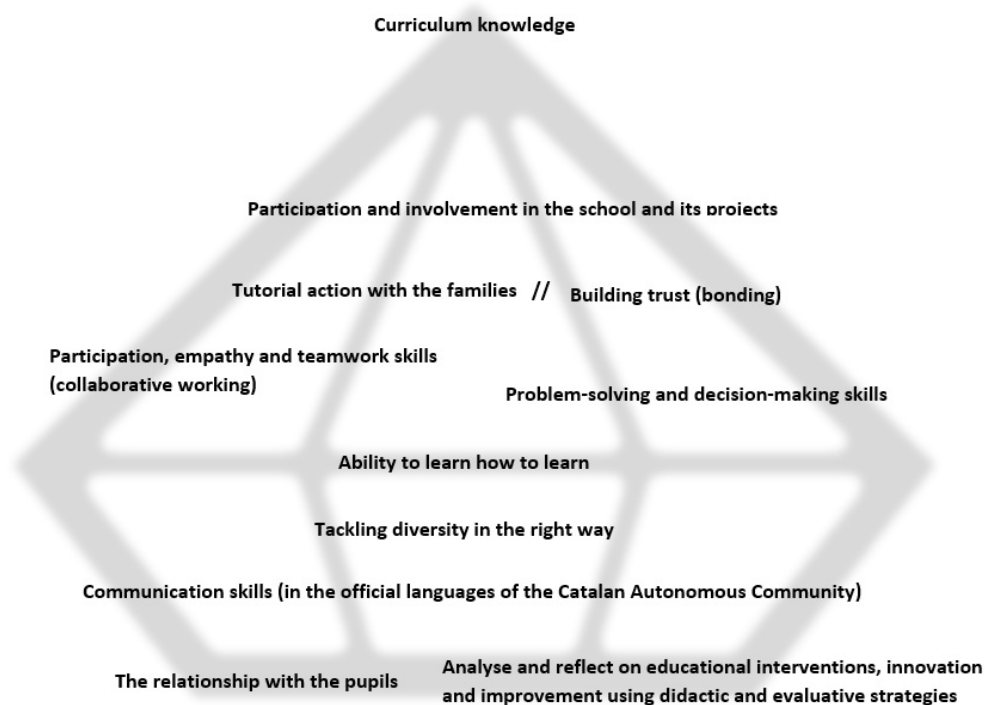 Curriculum knowledge
Participation and involvement in the school and its projects
Tutorial action with the families // Building trust (bonding)
Participation, empathy and teamwork skills
(collaborative working)
Problem-solving and decision-making skills
Ability to learn how to learn
Tackling diversity in the right way
Communication skills (in the official languages of the Catalan Autonomous Community)
The relationship with the pupils
Analyse and reflect on educational interventions, innovation
and improvement using didactic and evaluative strategies